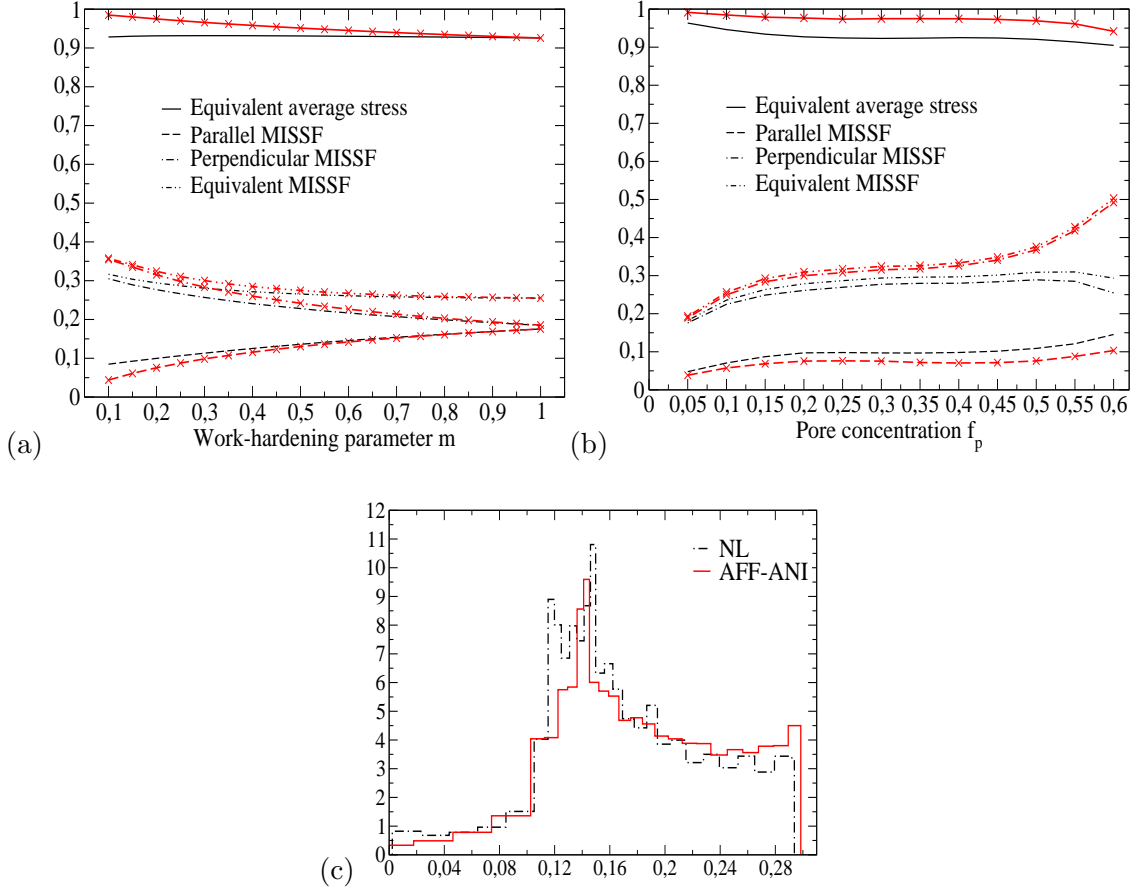 1
0,9
0,8
0,7
0,6
0,5
0,4
0,3
0,2
0,1
0
Equivalent average stress
Parallel MISSF
Perpendicular MISSF
Equivalent MISSF
0,1 0,2 0,3 0,4 0,5 0,6 0,7 0,8 0,9 1
Work-hardening parameter m
(a)
1
0,9
0,8
0,7
0,6
0,5
0,4
0,3
0,2
0,1
0
Equivalent average stress
Parallel MISSF
Perpendicular MISSF
Equivalent MISSF
0 0,05 0,1 0,15 0,2 0,25 0,3 0,35 0,4 0,45 0,5 0,55 0,6
Pore concentration f_p
(b)
12
11
10
9
8
7
6
5
4
3
2
1
0
NL
AFF-ANI
0 0,04 0,08 0,12 0,16 0,2 0,24 0,28
(c)